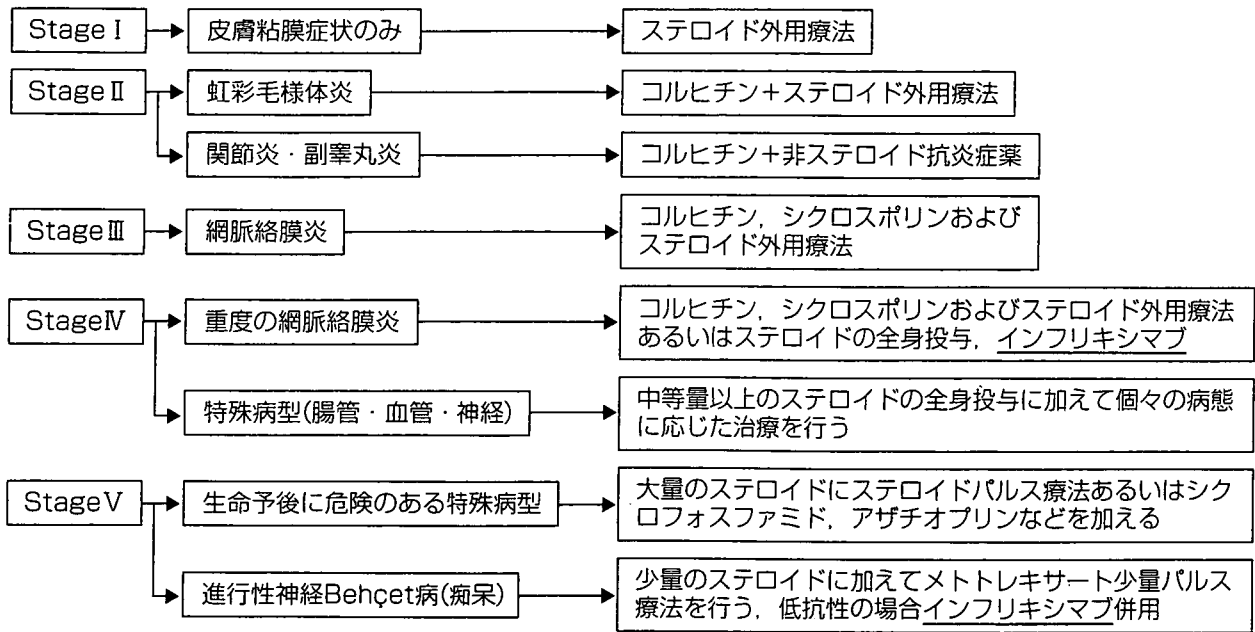 Stage Ⅰ 皮膚粘膜症状のみ ステロイド外用療法
Stage Ⅱ 虹彩毛様体炎 コルヒチン+ステロイド外用療法
関節炎・副睾丸炎 コルヒチン+非ステロイド抗炎症薬
Stage Ⅲ 網脈絡膜炎 コルヒチン,シクロスポリンおよび
ステロイド外用療法
Stage Ⅳ 重度の網脈絡膜炎 コルヒチン,シクロスポリンおよびステロイド外用療法
あるいはステロイドの全身投与,インフリキシマブ
特殊病型(腸管・血管・神経) 中等量以上のステロイドの全身投与に加えて個々の病態
に応じた治療を行う
Stage Ⅴ 生命予後に危険のある特殊病型 大量のステロイドにステロイドパルス療法あるいはシク
ロフォスファミド,アザチオプリンなどを加える
進行性神経Behçet病(痴呆) 少量のステロイドに加えてメトトレキサート少量パルス
療法を行う,低抗性の場合インフリキシマブ併用